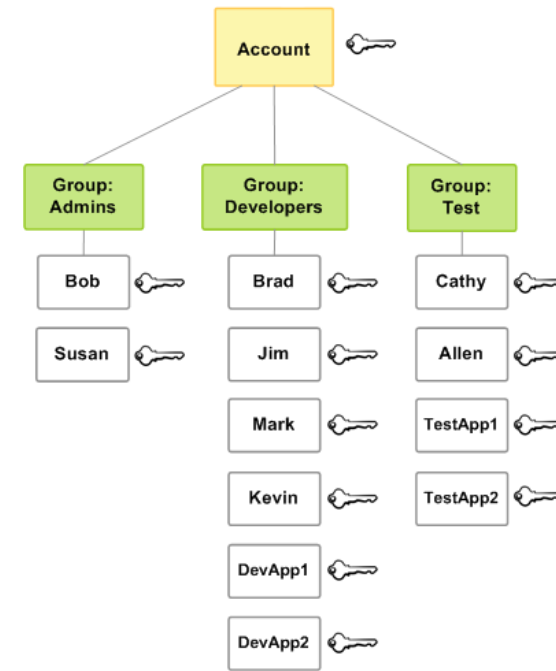 Account
Group:
Admins
Group:
Developers
Group:
Test
Bob
Brad
Cathy
Susan
Jim
Allen
Mark
TestApp1
Kevin
TestApp2
DevApp1
DevApp2